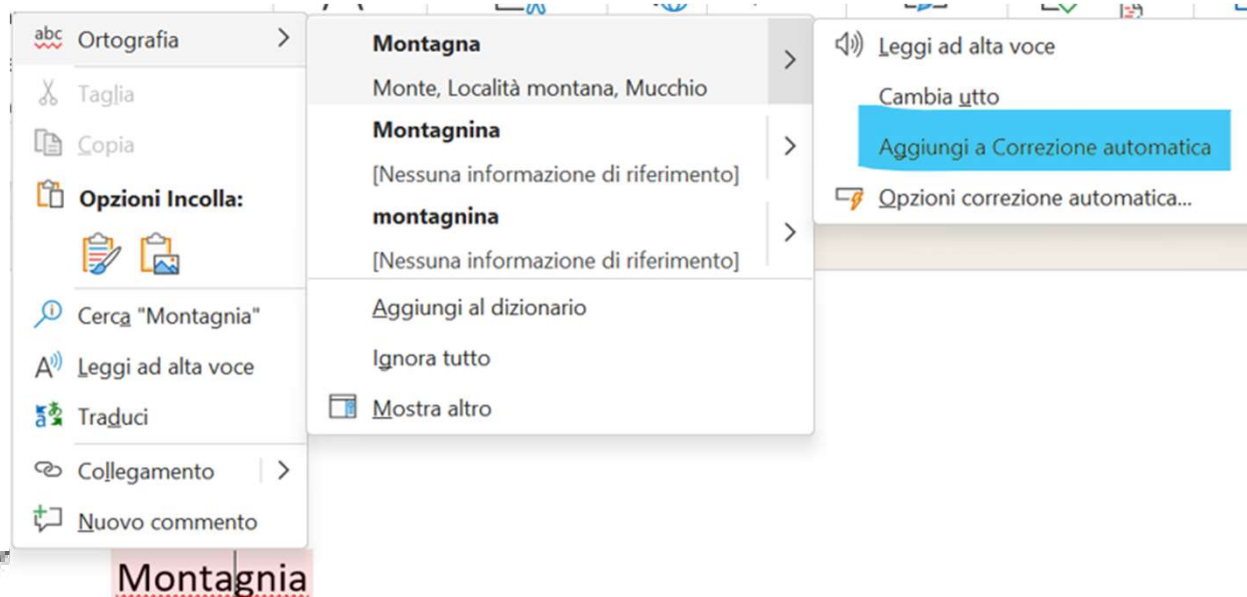 abc Ortografia
Taglia
Copia
Opzioni Incolla:
Cerca "Montagnia"
A Leggi ad alta voce
a あ Traduci
Collegamento
Nuovo commento
Montagna
Monte, Località montana, Mucchio
Montagnina
[Nessuna informazione di riferimento]
montagnina
[Nessuna informazione di riferimento]
Aggiungi al dizionario
Ignora tutto
Mostra altro
Leggi ad alta voce
Cambia utto
Aggiungi a Correzione automatica
Opzioni correzione automatica...
Montagnia